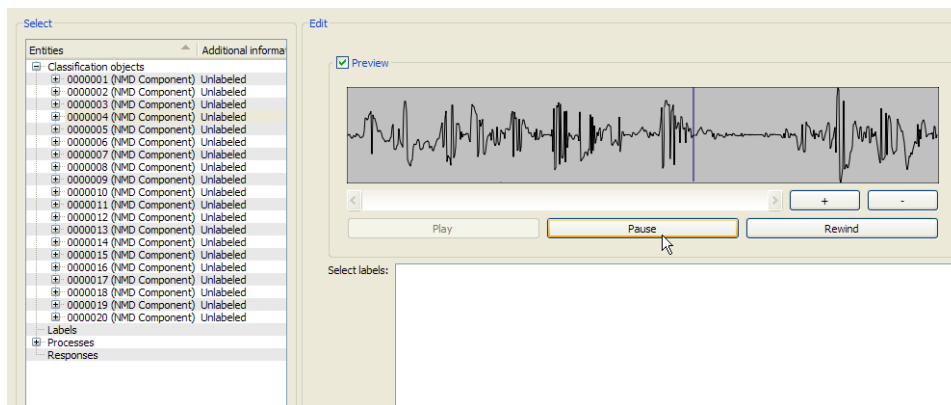 Select
Edit
Entities Additional informa
Preview
Classification objects
0000001 (NMD Component) Unlabeled
0000002 (NMD Component) Unlabeled
0000003 (NMD Component) Unlabeled
0000004 (NMD Component) Unlabeled
0000005 (NMD Component) Unlabeled
0000006 (NMD Component) Unlabeled
0000007 (NMD Component) Unlabeled
0000008 (NMD Component) Unlabeled
0000009 (NMD Component) Unlabeled
0000010 (NMD Component) Unlabeled
0000011 (NMD Component) Unlabeled
0000012 (NMD Component) Unlabeled
0000013 (NMD Component) Unlabeled
0000014 (NMD Component) Unlabeled
0000015 (NMD Component) Unlabeled
0000016 (NMD Component) Unlabeled
0000017 (NMD Component) Unlabeled
0000018 (NMD Component) Unlabeled
0000019 (NMD Component) Unlabeled
0000020 (NMD Component) Unlabeled
Labels
Processes
Responses
+ -
Play Pause Rewind
Select labels: